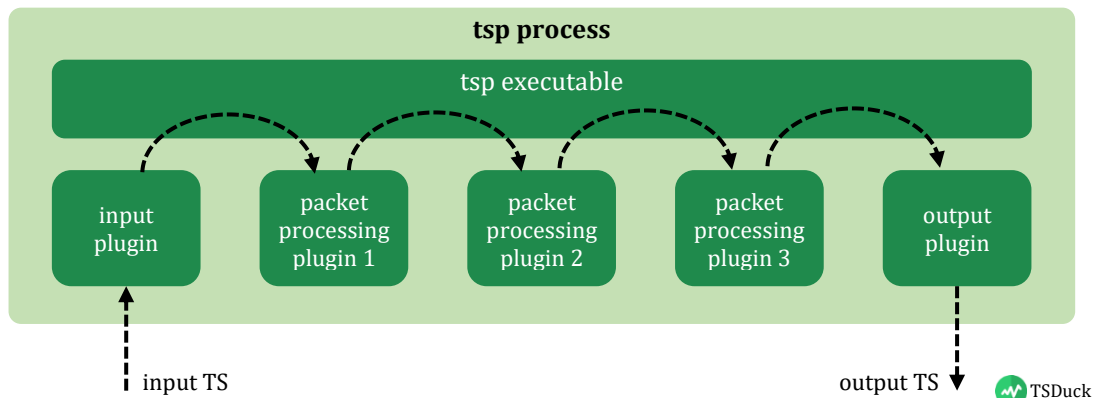 tsp process
tsp executable
input
plugin
packet
processing
plugin 1
packet
processing
plugin 2
packet
processing
plugin 3
output
plugin
input TS
output TS
TSDuck